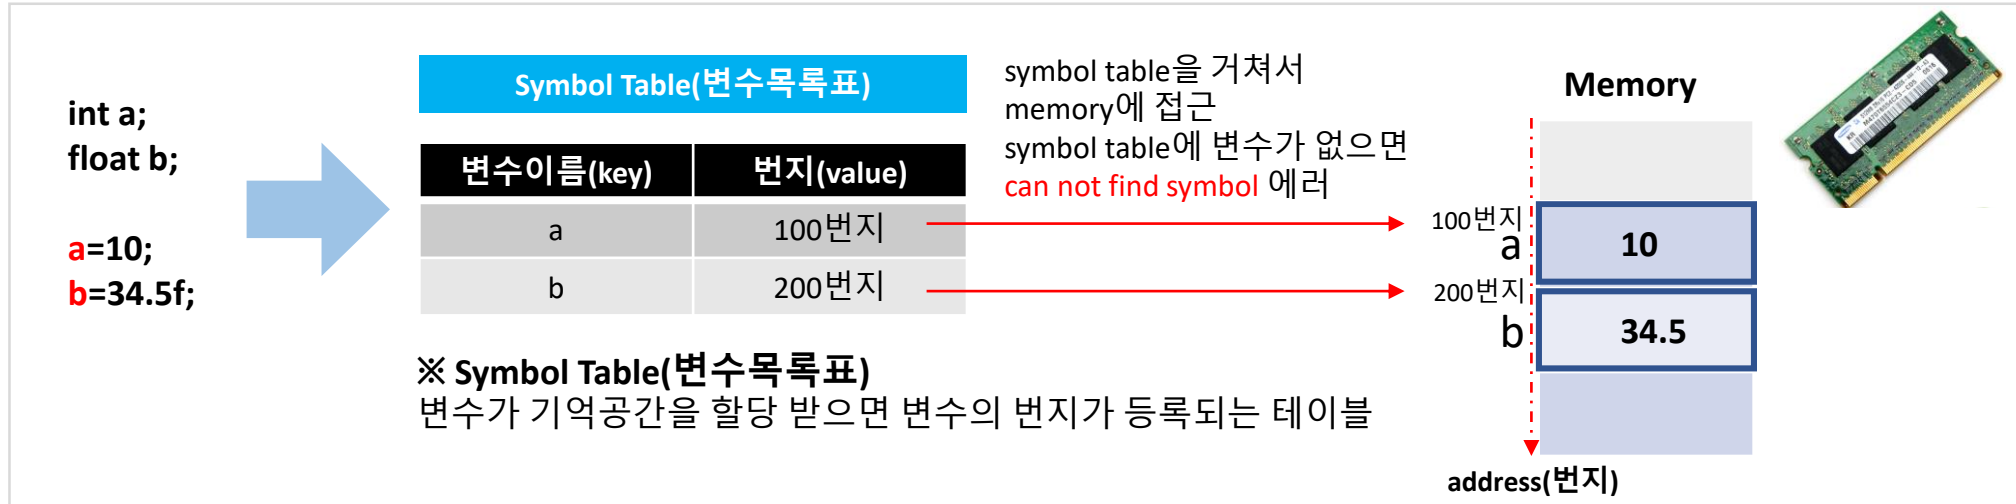 int a;
float b;
a=10;
b=34.5f;
Symbol Table(변수목록표)
변수이름(key) 번지(value)
a 100번지
b 200번지
※ Symbol Table(변수목록표)
변수가 기억공간을 할당 받으면 변수의 번지가 등록되는 테이블
symbol table을 거쳐서
memory에 접근
symbol table에 변수가 없으면
can not find symbol 에러
Memory
100번지
a 10
200번지
b 34.5
address(번지)